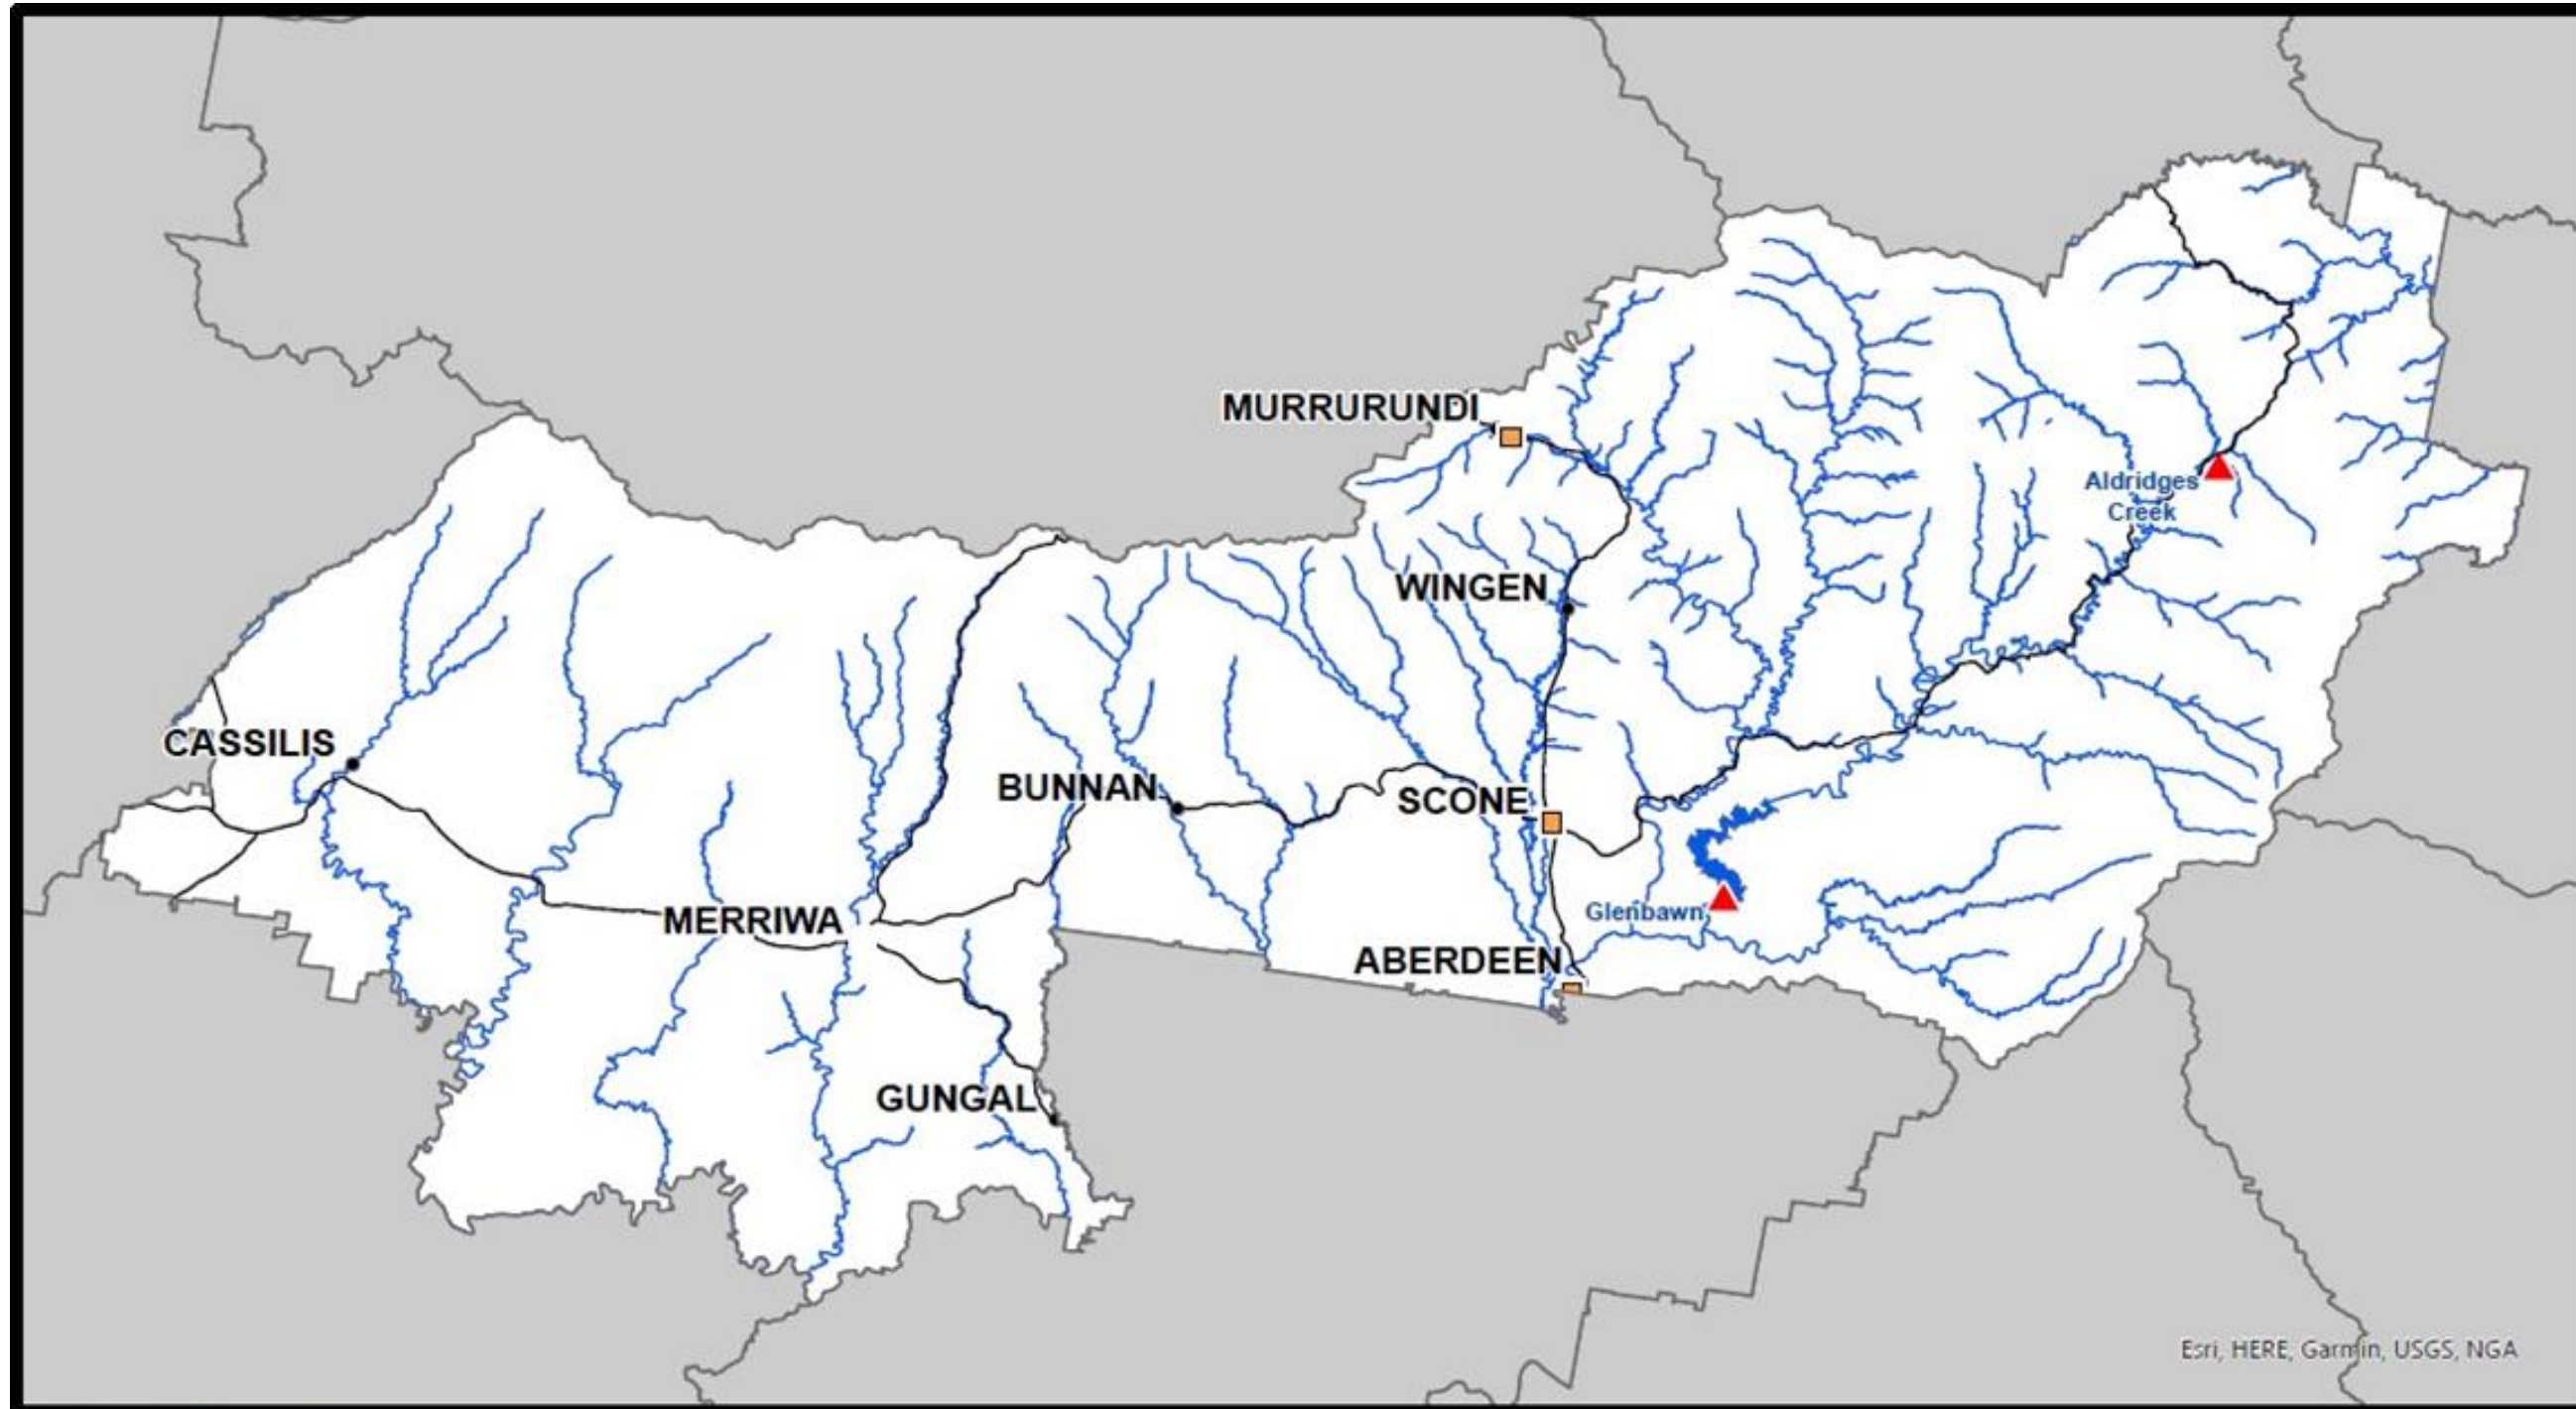 MURRURUNDI
Aldridges
Creek
WINGEN
CASSILIS
BUNNAN
SCONE
MERRIWA
Glenbawn
ABERDEEN
GUNGAL
Esri, HERE, Garmin, USGS, NGA